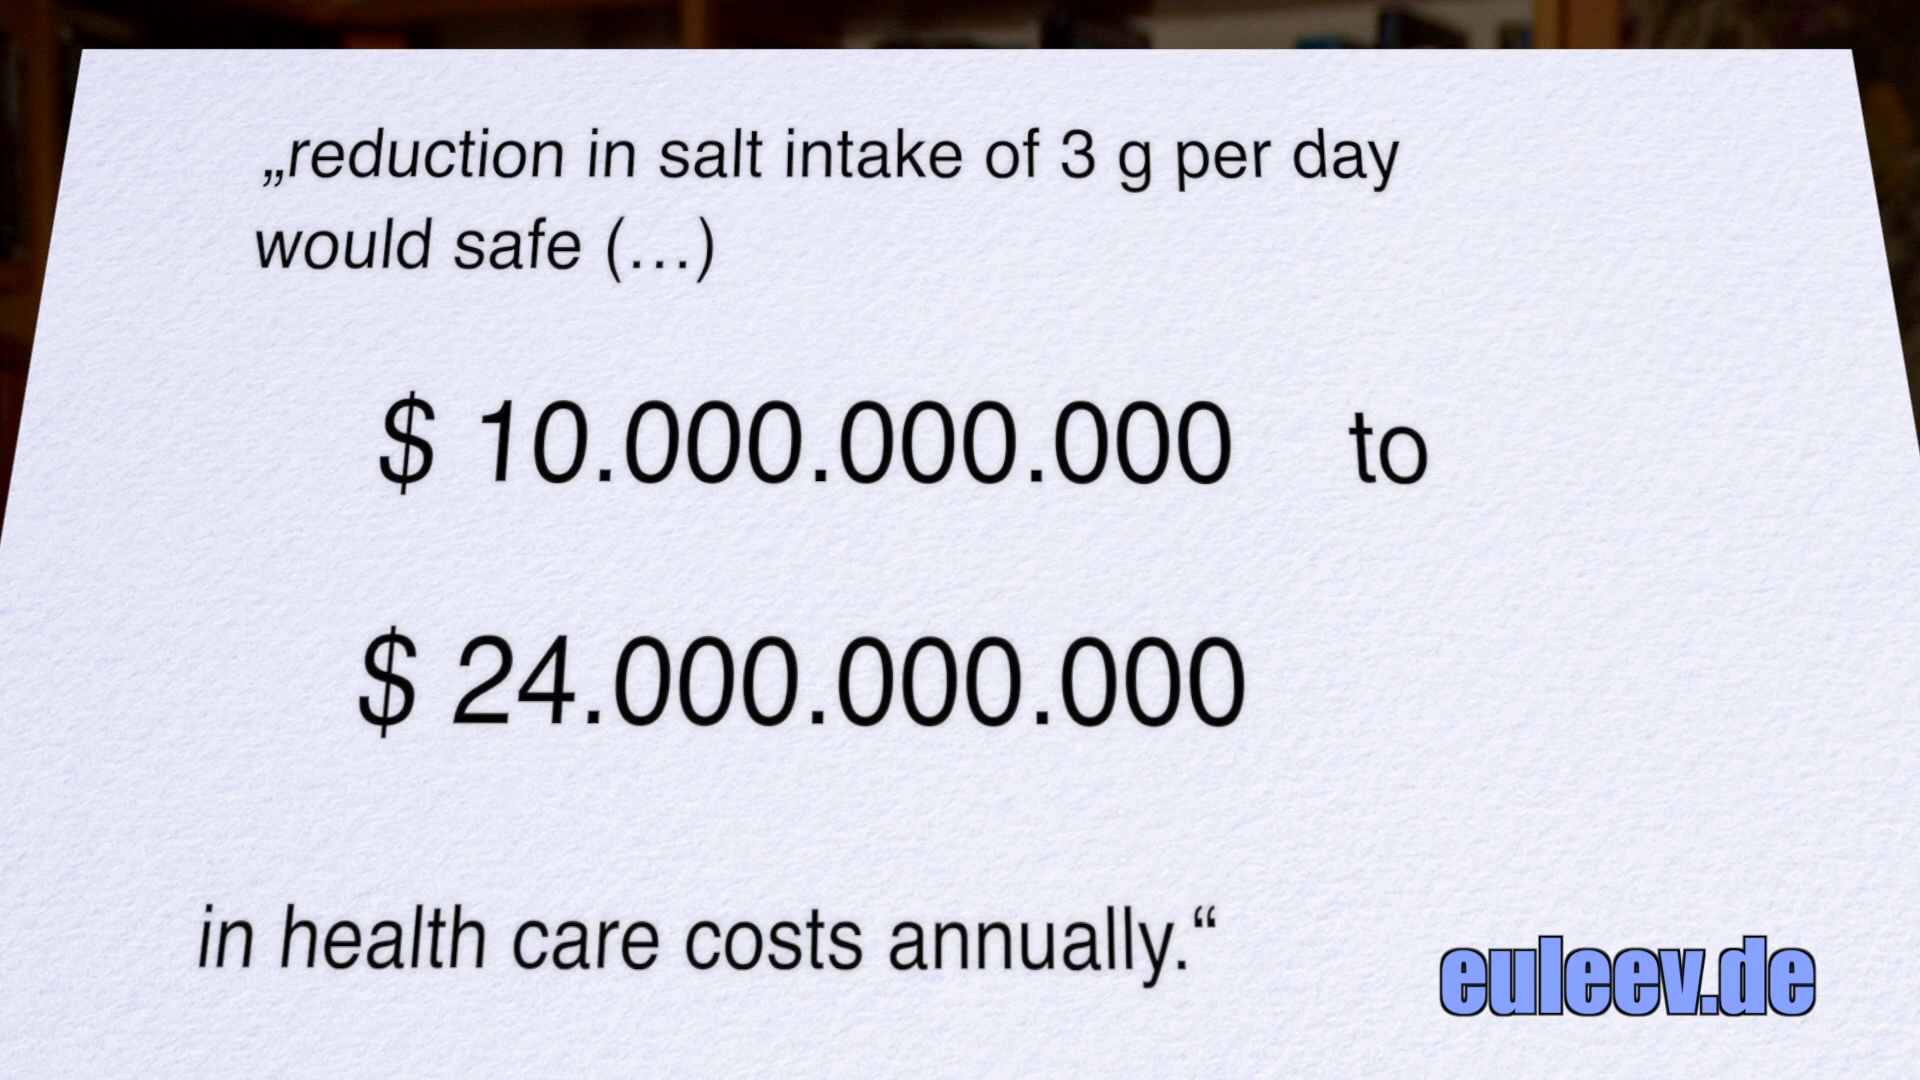 „reduction in salt intake of 3 g per day
would safe (…)
$ 10.000.000.000 to
$ 24.000.000.000
in health care costs annually.“
euleev.de